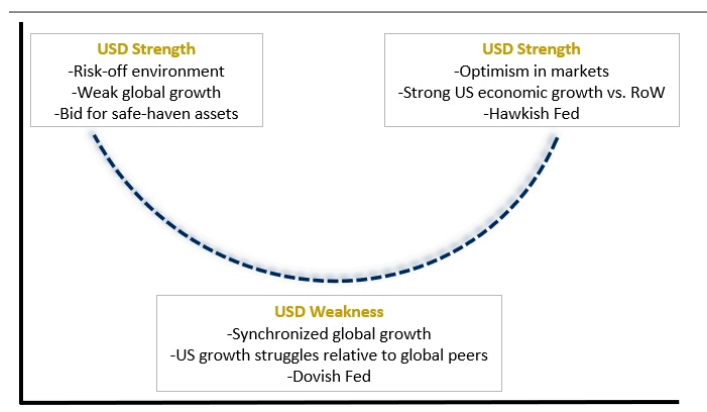 USD Strength
-Risk-off environment
-Weak global growth
-Bid for safe-haven assets
USD Strength
-Optimism in markets
-Strong US economic growth vs. RoW
-Hawkish Fed
USD Weakness
-Synchronized global growth
-US growth struggles relative to global peers
-Dovish Fed